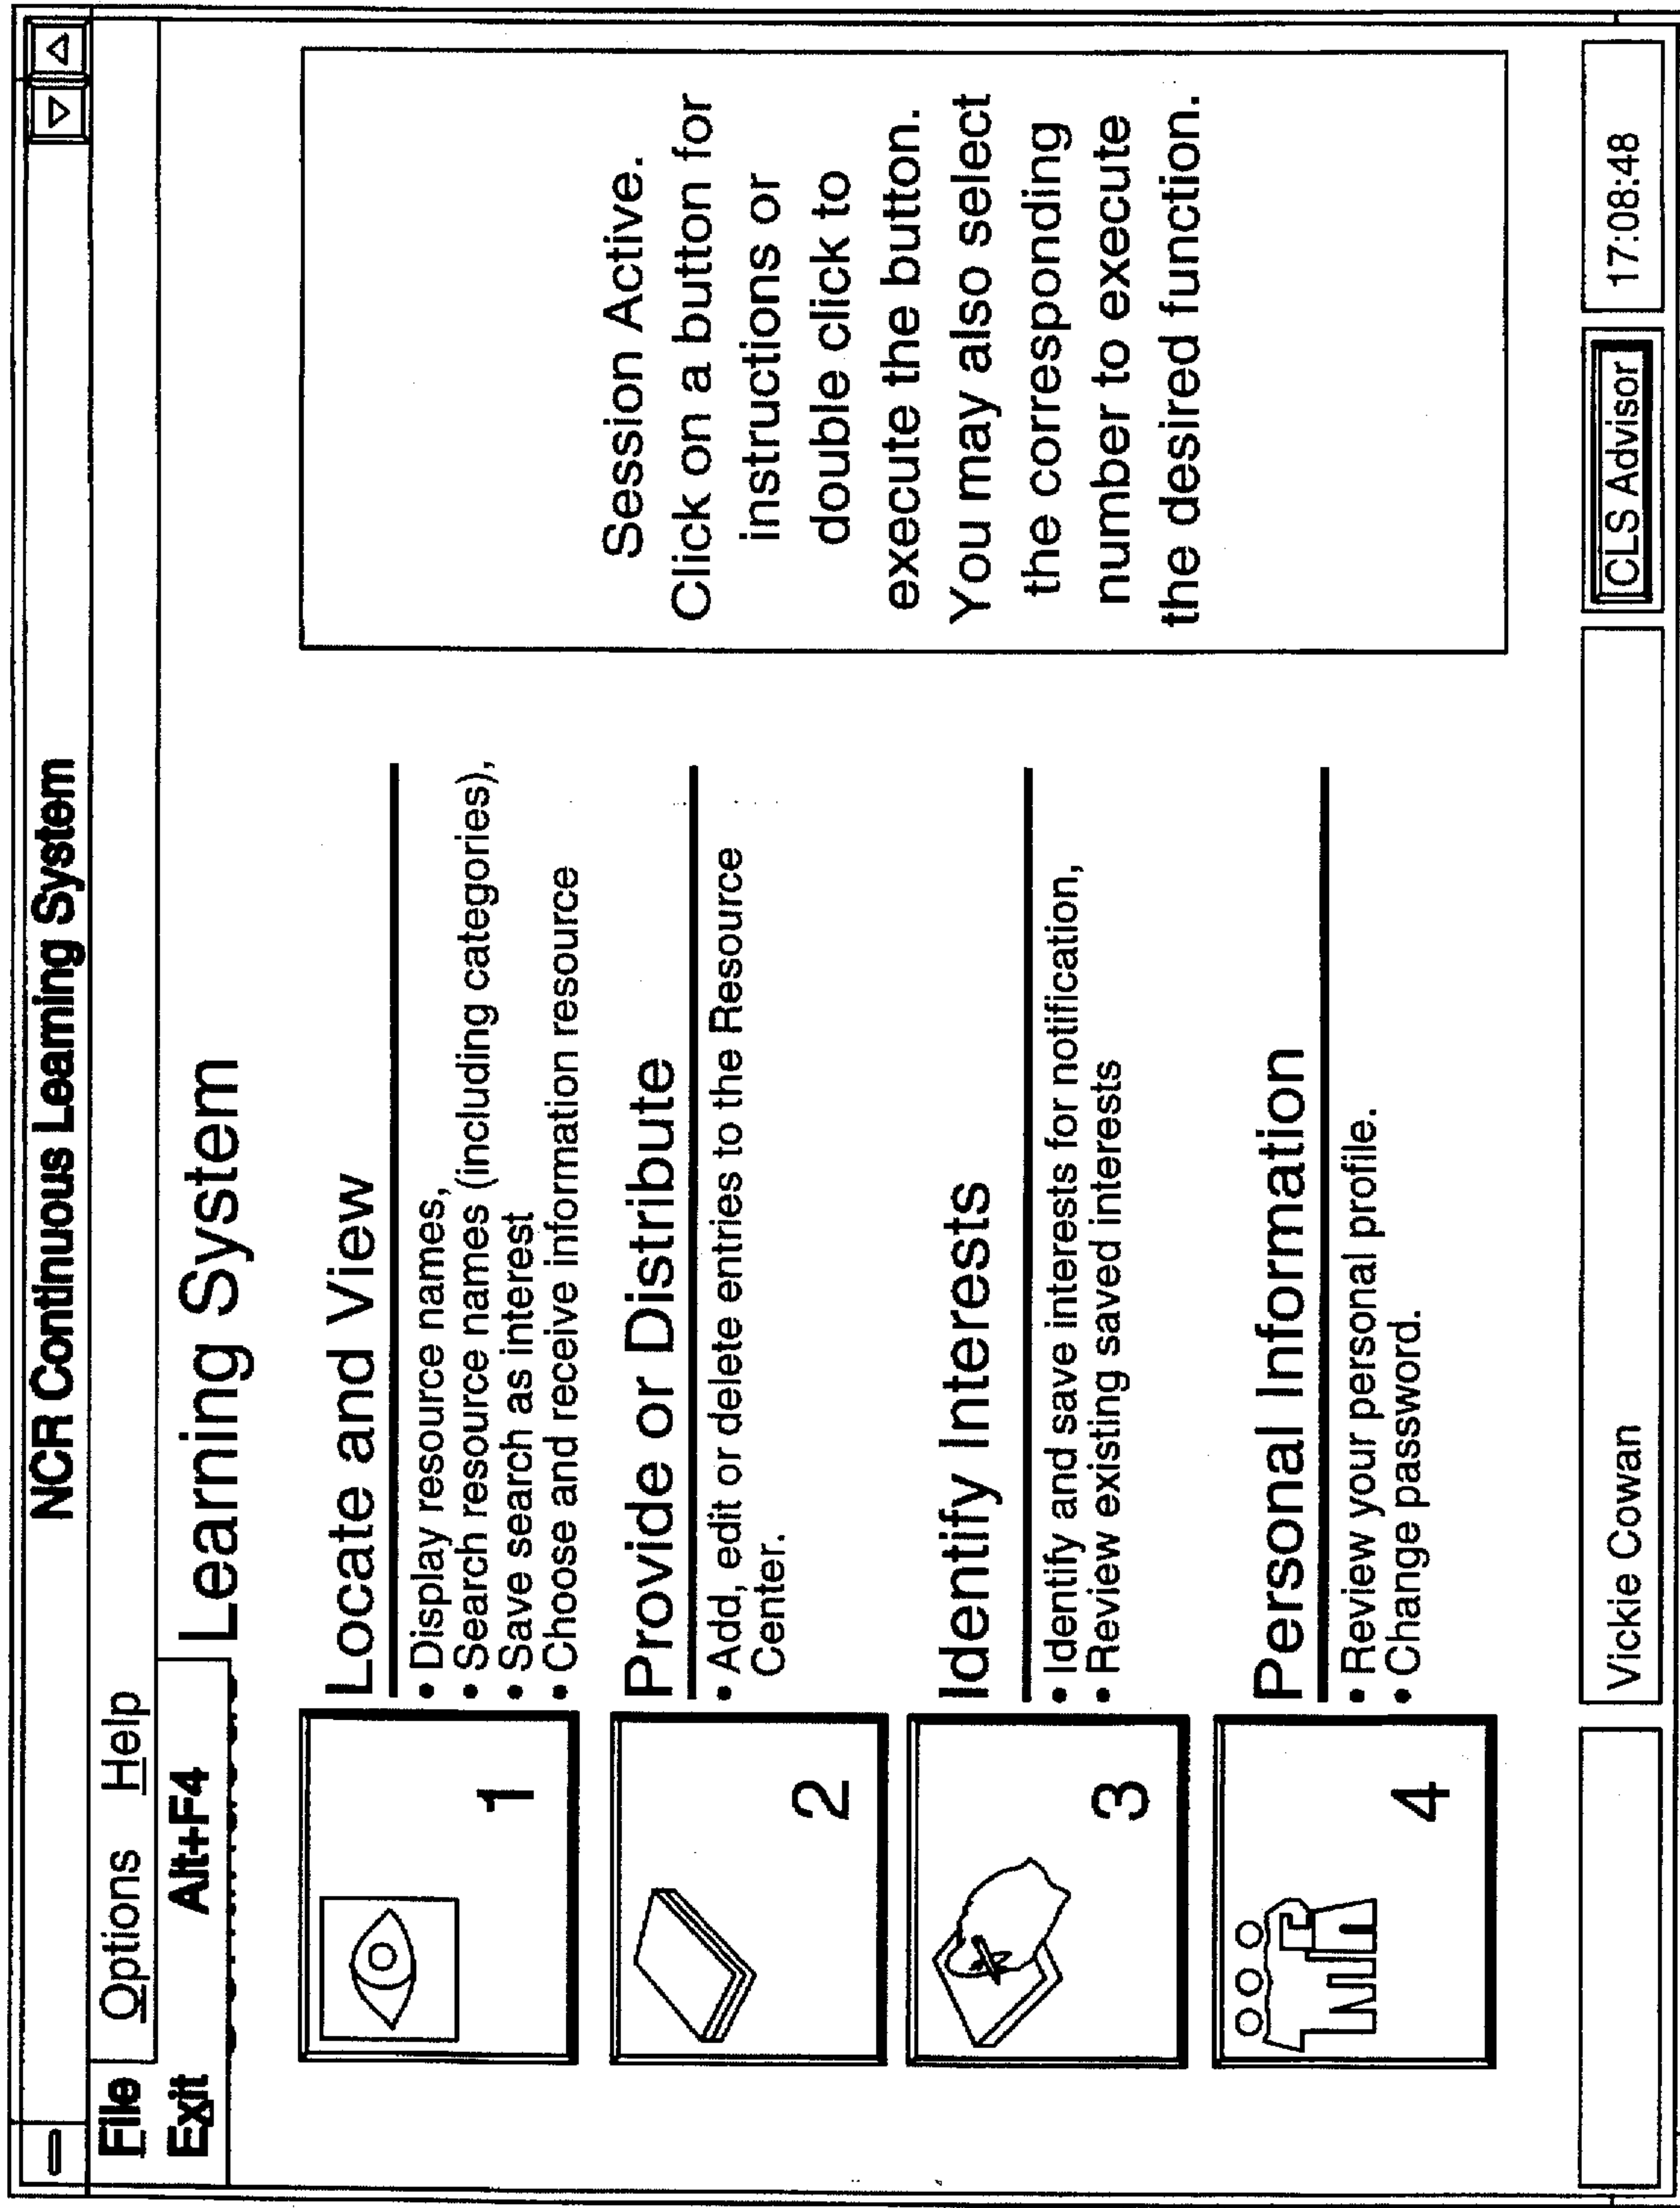 NCR Continuous Learning System
File Options Help
Exit Alt+F4
Learning System
1
Locate and View
• Display resource names,
• Search resource names (including categories),
• Save search as interest
• Choose and receive information resource
2
Provide or Distribute
• Add, edit or delete entries to the Resource
Center.
3
Identify Interests
• Identify and save interests for notification,
• Review existing saved interests
4
Personal Information
• Review your personal profile.
• Change password.
Session Active.
Click on a button for
instructions or
double click to
execute the button.
You may also select
the corresponding
number to execute
the desired function.
Vickie Cowan
CLS Advisor
17:08:48